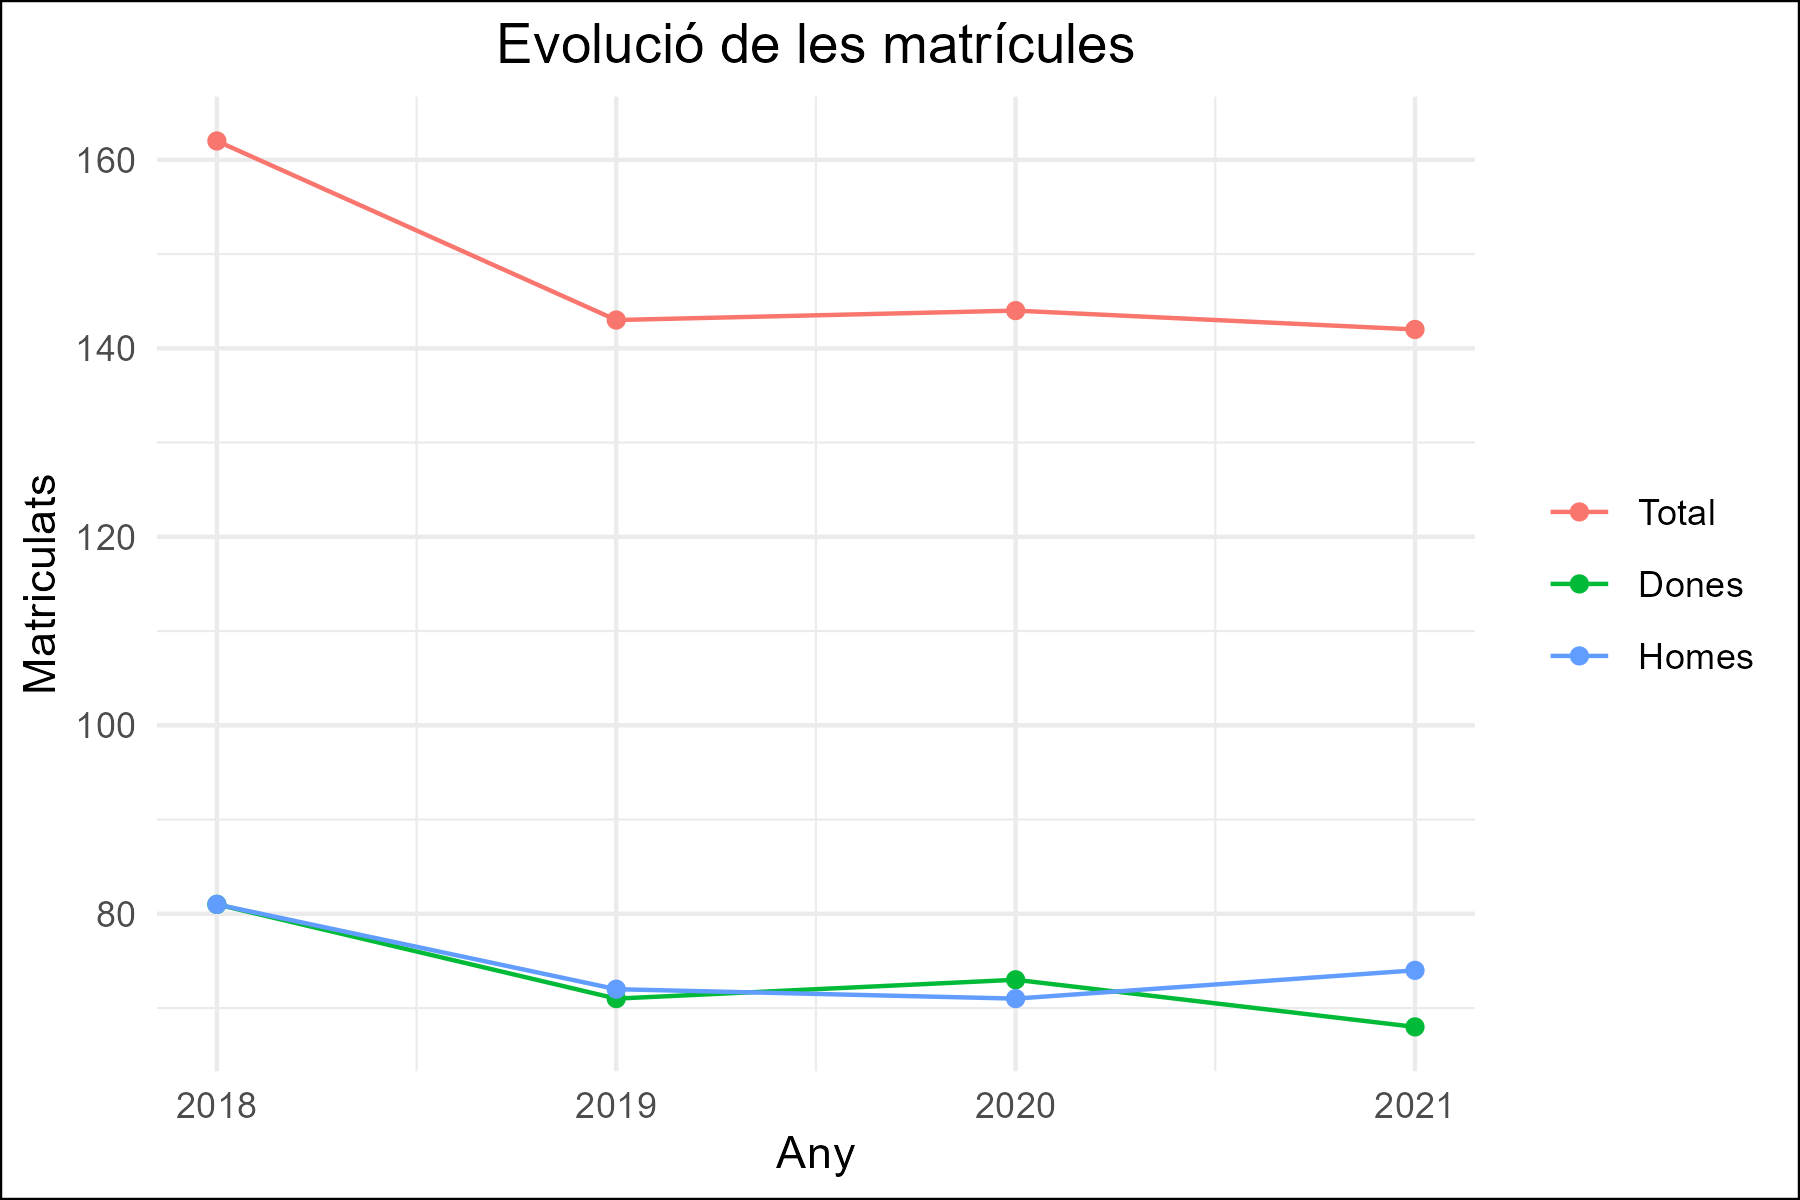 Evolució de les matrícules
160
140
120
100
80
Matriculats
2018 2019 2020 2021
Any
Total
Dones
Homes